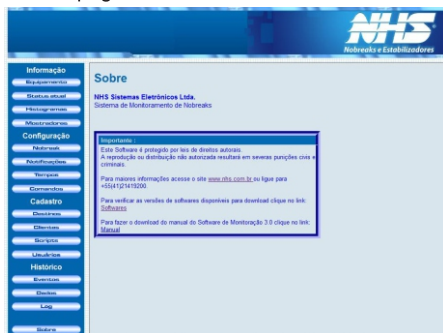 NHS
Nobreaks e Estabilizadores
Informação
Equipamento
Status atual
Histogramas
Mostradores
Configuração
Nobreak
Notificações
Tempos
Comandos
Cadastro
Destinos
Clientes
Scripts
Usuários
Histórico
Eventos
Dados
Log
Sobre
Sobre
NHS Sistemas Eletrônicos Ltda.
Sistema de Monitoramento de Nobreaks
Importante :
Este Software é protegido por leis de direitos autorais.
A reprodução ou distribuição não autorizada resultará em severas punições civis e
criminais.
Para maiores informações acesse o site www.nhs.com.br ou ligue para
+55(41)21419200.
Para verificar as versões de softwares disponíveis para download clique no link:
Softwares
Para fazer o download do manual do Software de Monitoração 3.0 clique no link:
Manual